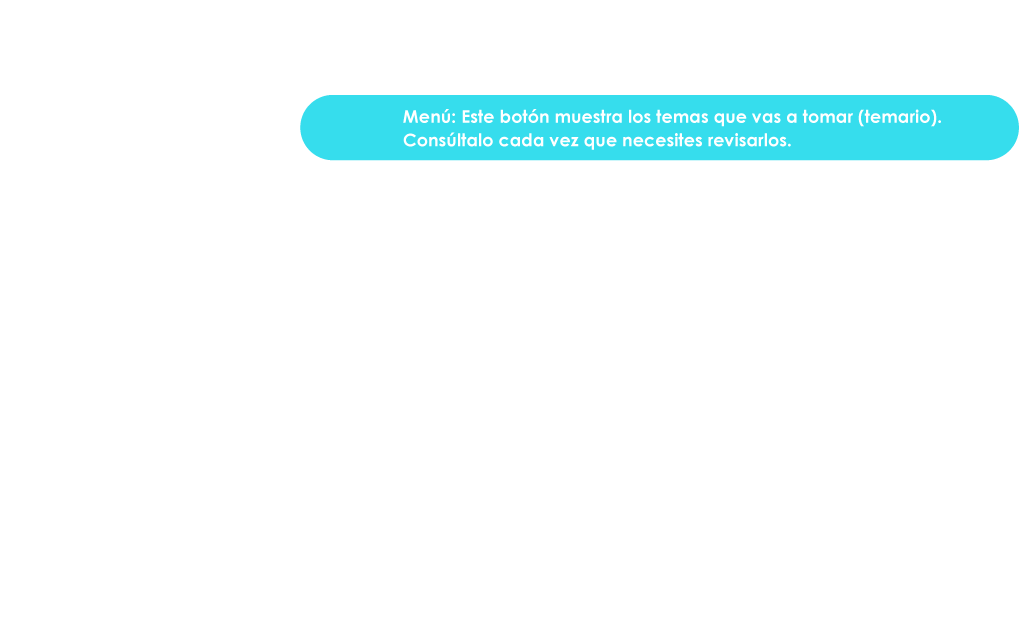 Menú: Este botón muestra los temas que vas a tomar (temario).
Consúltalo cada vez que necesites revisarlos.